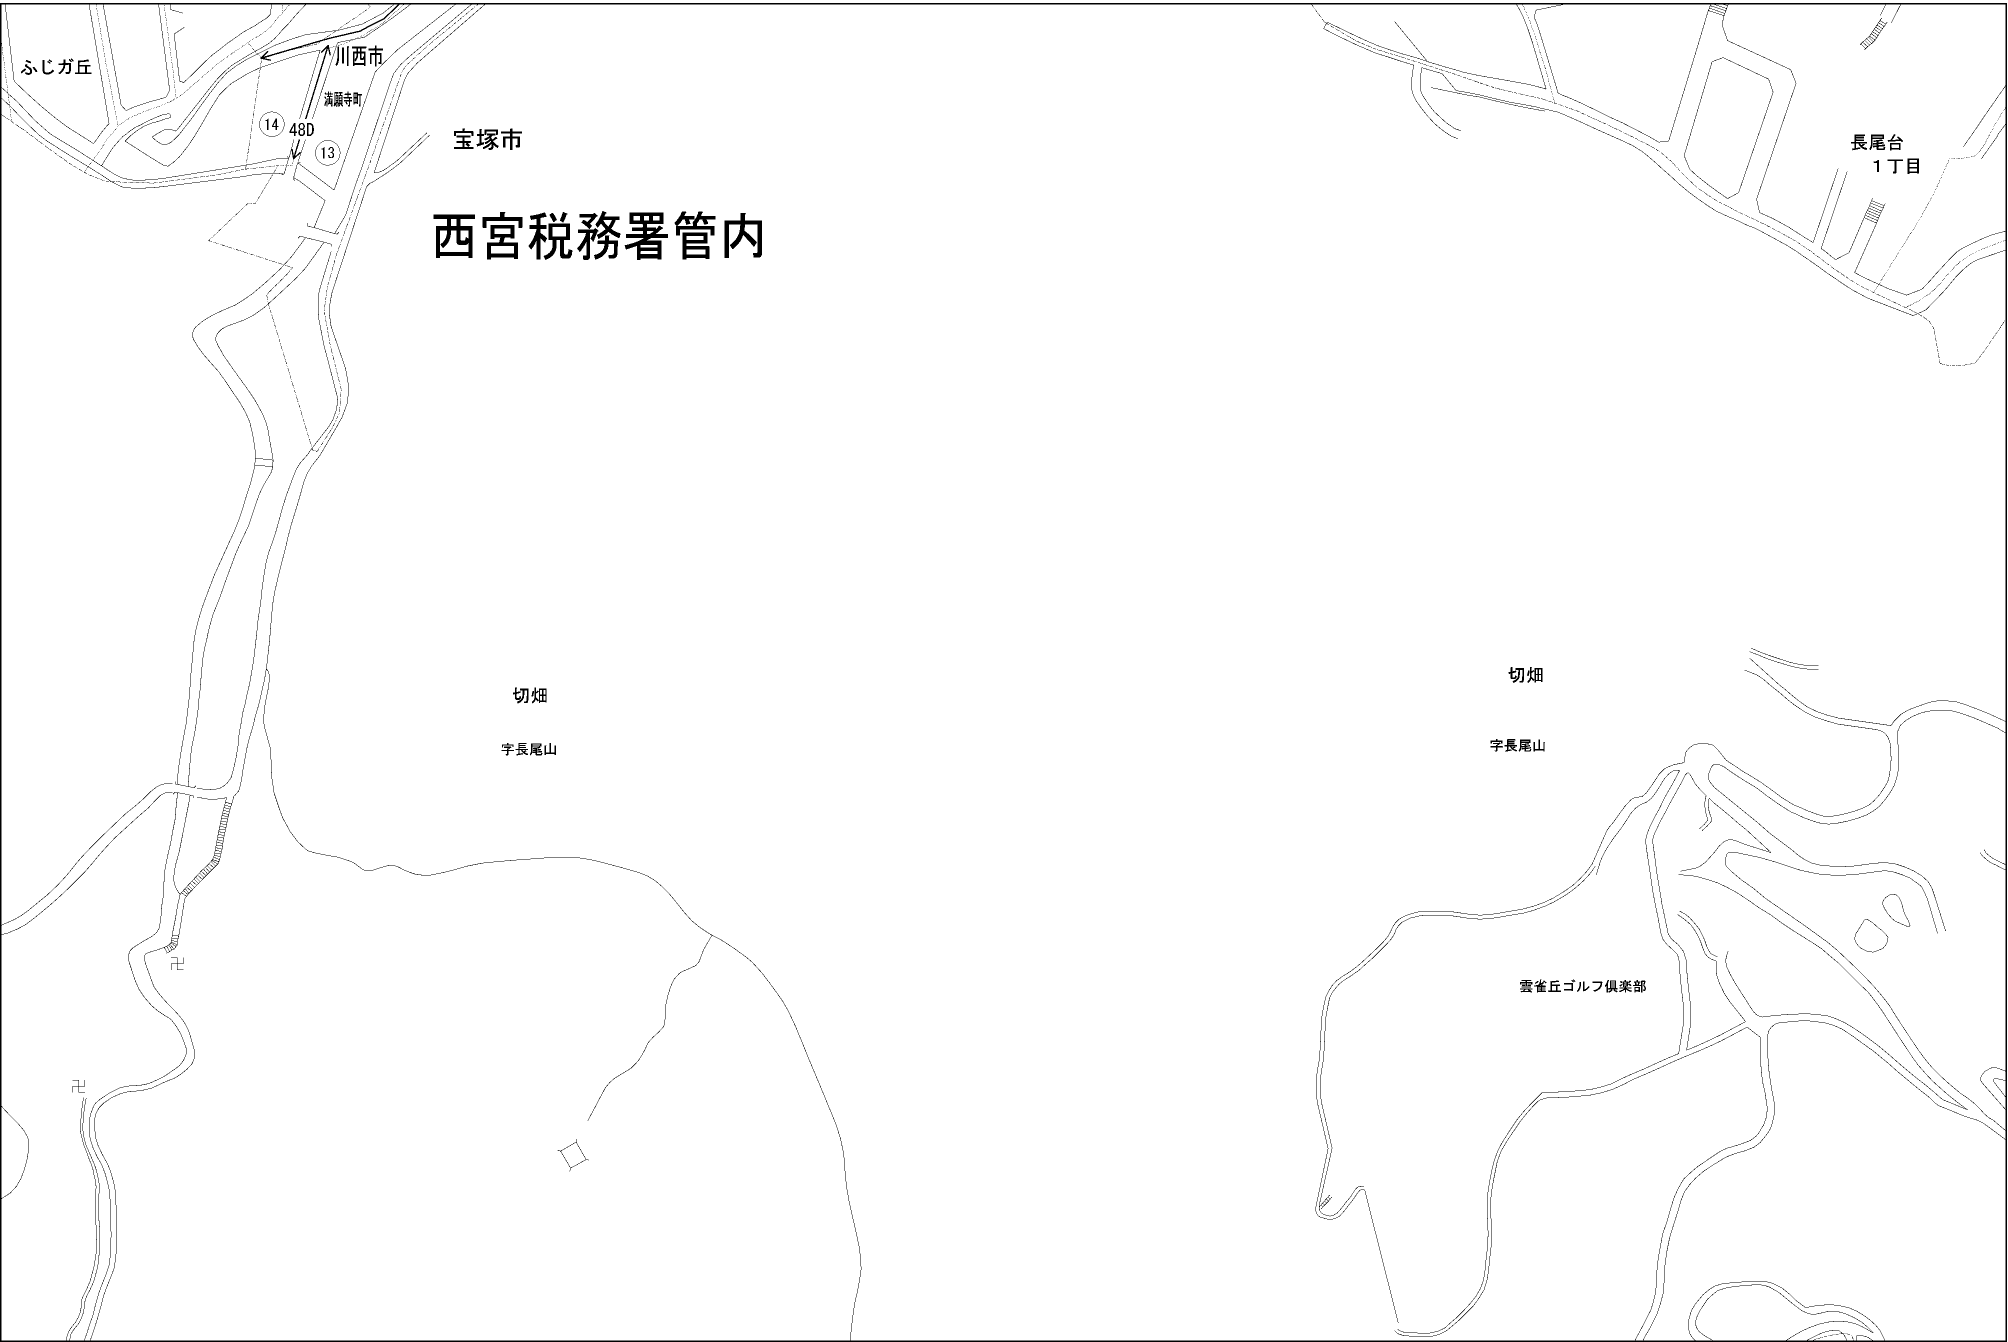 ふじガ丘
川西市
満願寺町
14
48D
13
宝塚市
西宮税務署管内
長尾台
1丁目
切畑
字長尾山
切畑
字長尾山
雲雀丘ゴルフ倶楽部